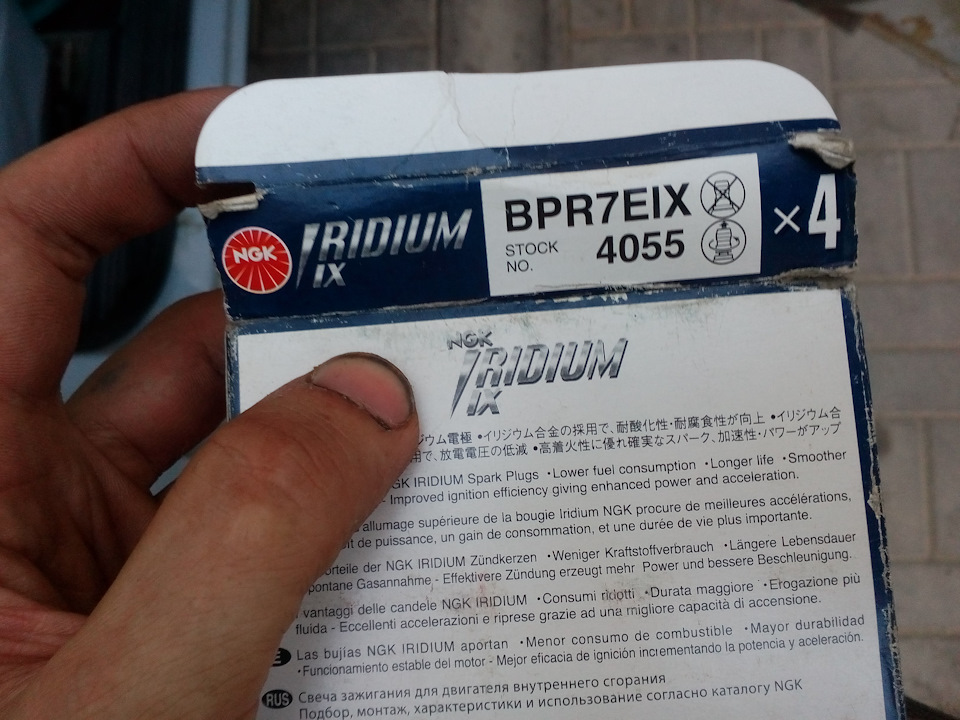 NGK
IRIDIUM
IX
BPR7EIX
STOCK
NO.
4055
×4
NGK
IRIDIUM
IX
ジウム電極 •イリジウム合金の採用で、耐酸化性・耐腐食性が向上 •イリジウム合
用で、放電電圧の低減 •高着火性に優れ確実なスパーク、加速性・パワーがアップ
NGK IRIDIUM Spark Plugs •Lower fuel consumption •Longer life •Smoother
- Improved ignition efficiency giving enhanced power and acceleration.
allumage supérieure de la bougie Iridium NGK procure de meilleures accélérations,
de puissance, un gain de consommation, et une durée de vie plus importante.
der NGK IRIDIUM Zündkerzen •Weniger Kraftstoffverbrauch •Längere Lebensdauer
Gasannahme - Effektivere Zündung erzeugt mehr Power und bessere Beschleunigung.
vantaggi delle candele NGK IRIDIUM •Consumi ridotti •Durata maggiore •Erogazione più
fluida - Eccellenti accelerazioni e riprese grazie ad una migliore capacità di accensione.
E Las bujías NGK IRIDIUM aportan •Menor consumo de combustible •Mayor durabilidad
•Funcionamiento estable del motor - Mejor eficacia de ignición incrementando la potencia y aceleración.
RUS Свеча зажигания для двигателя внутреннего сгорания
Подбор, монтаж, характеристики и использование согласно каталогу NGK